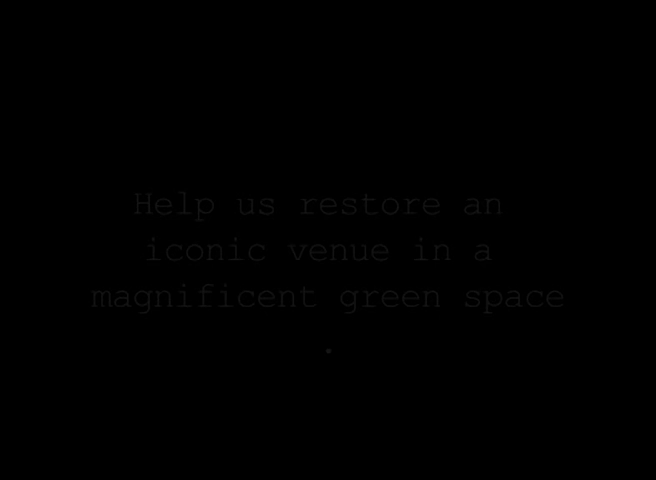 Help us restore an
iconic venue in a
magnificent green space
.